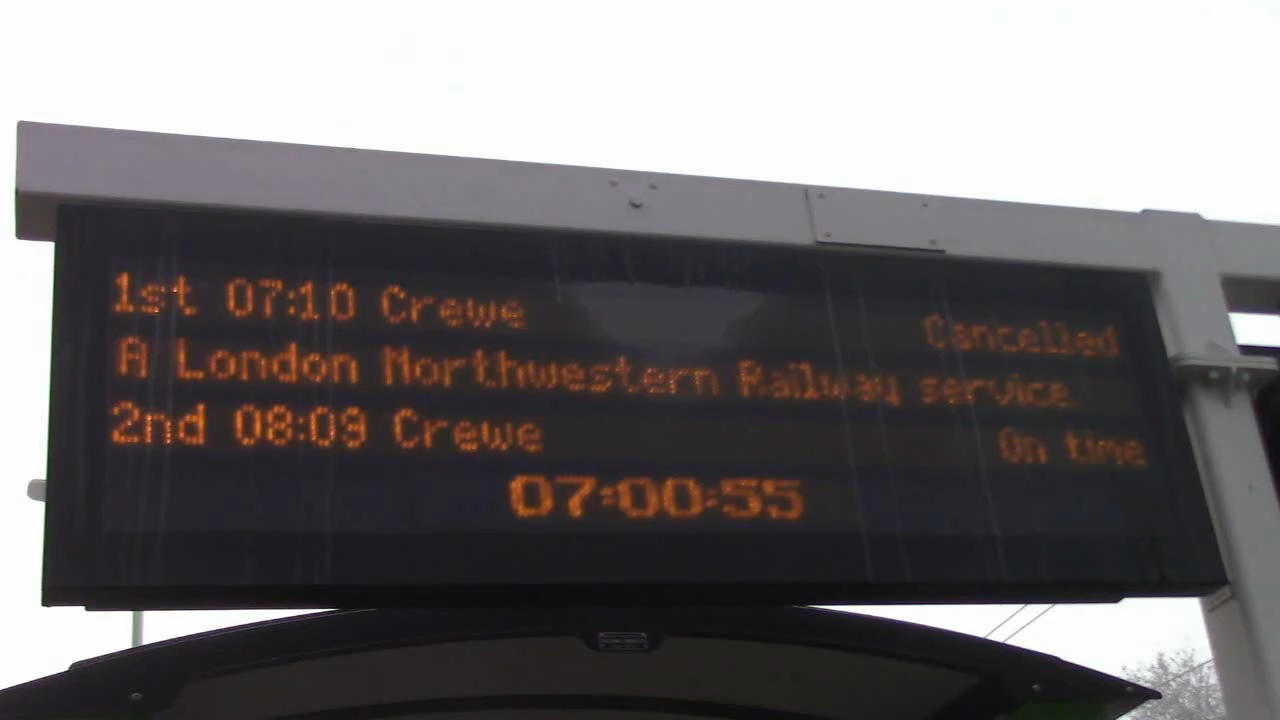 1st 07:10 Crewe Cancelled
A London Northwestern Railway service
2nd 08:09 Crewe On time
07:00:55